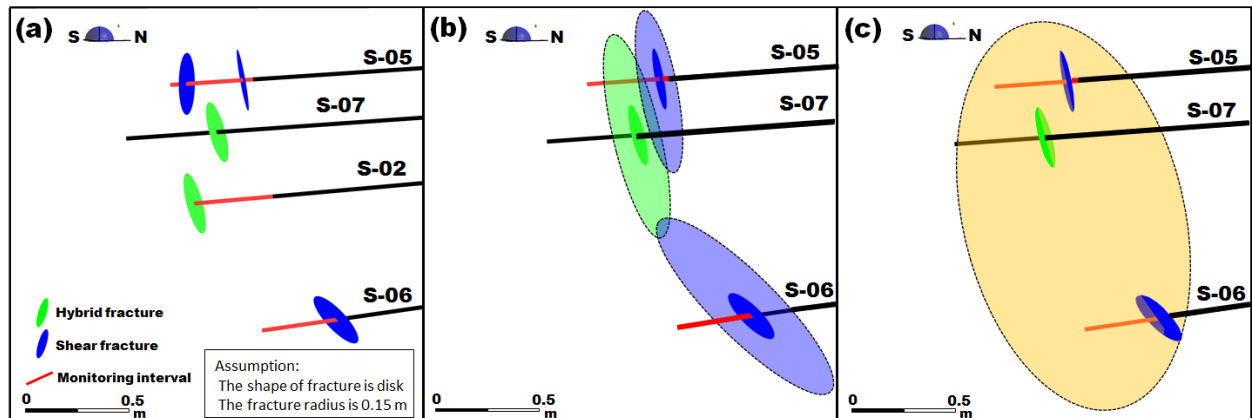 (a)
S N
S-05
S-07
S-02
S-06
Hybrid fracture
Shear fracture
Monitoring interval
Assumption:
The shape of fracture is disk
The fracture radius is 0.15 m
0 0.5
m
(b)
S N
S-05
S-07
S-06
0 0.5
m
(c)
S N
S-05
S-07
S-06
0 0.5
m